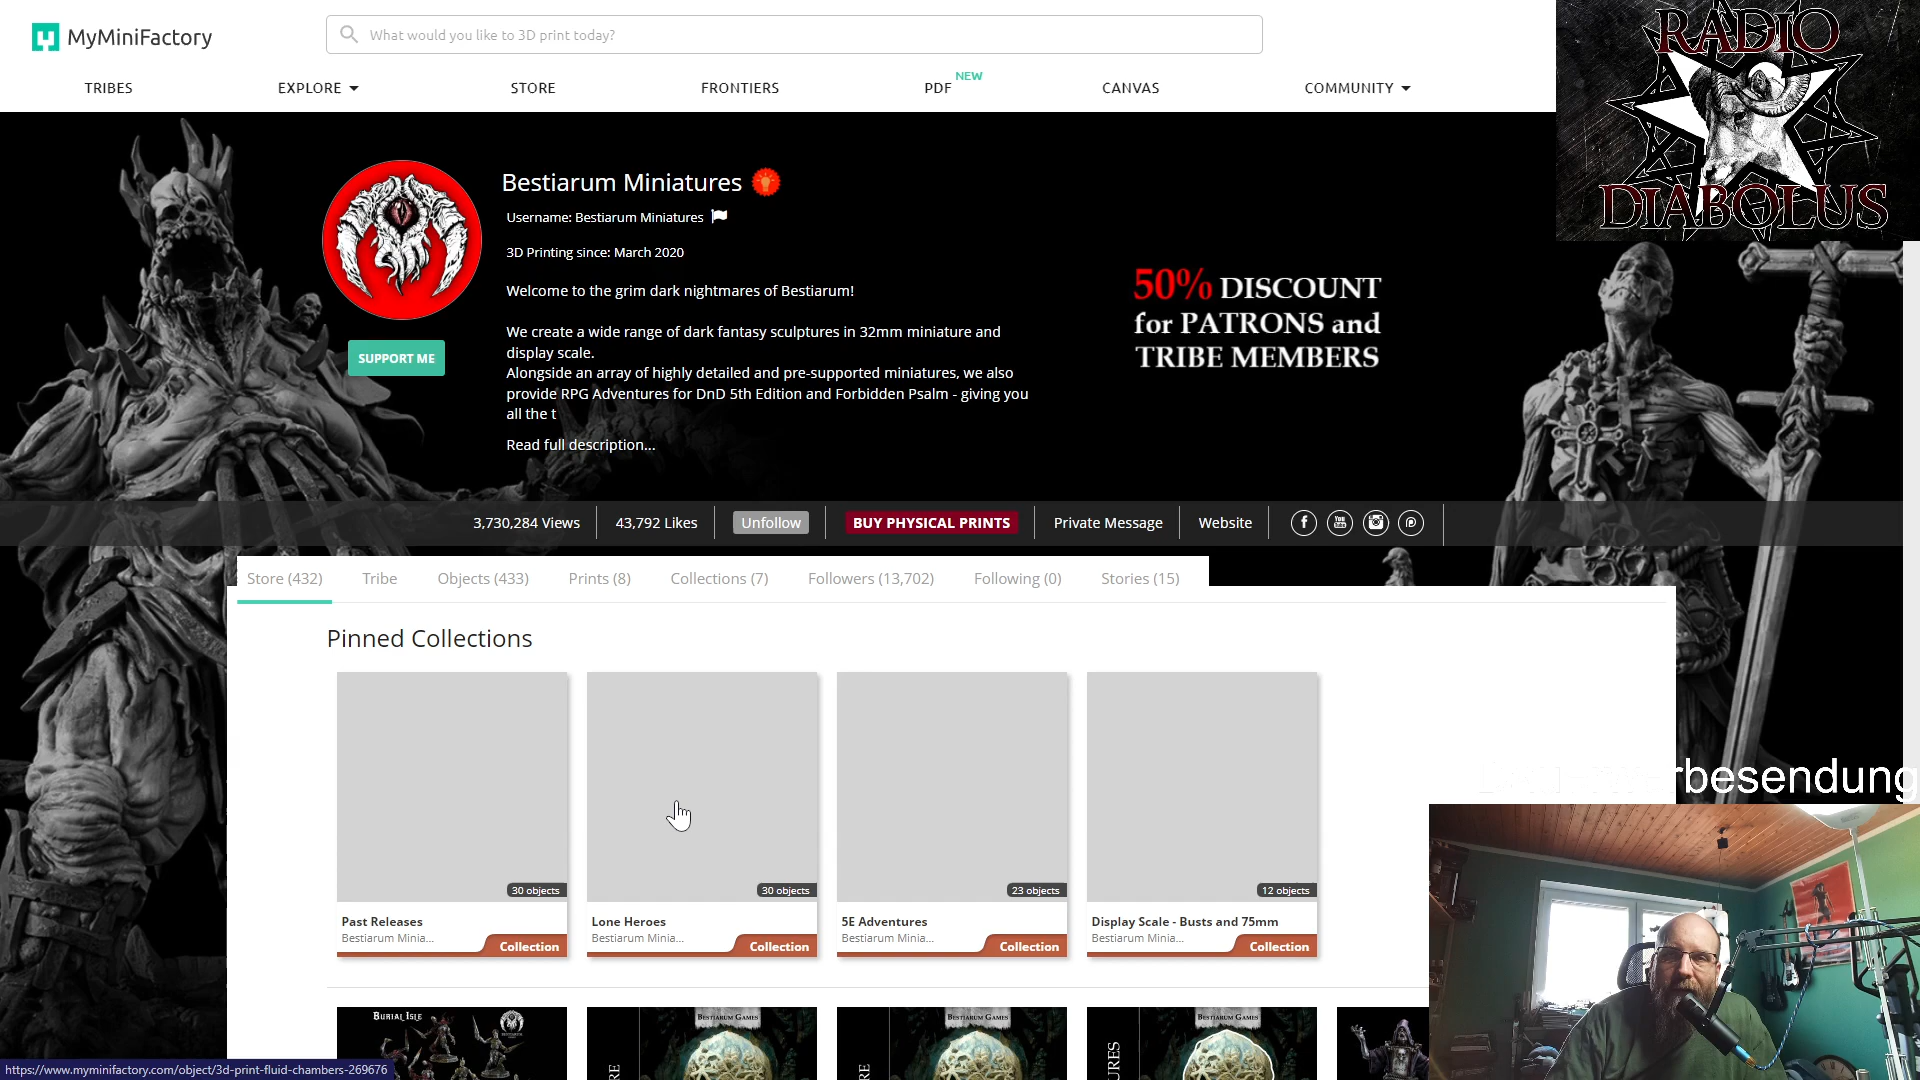 MyMiniFactory
What would you like to 3D print today?
TRIBES
EXPLORE
STORE
FRONTIERS
PDF
NEW
CANVAS
COMMUNITY
RADIO
DIABOLUS
Bestiarum Miniatures
Username: Bestiarum Miniatures
3D Printing since: March 2020
Welcome to the grim dark nightmares of Bestiarum!
We create a wide range of dark fantasy sculptures in 32mm miniature and
display scale.
Alongside an array of highly detailed and pre-supported miniatures, we also
provide RPG Adventures for DnD 5th Edition and Forbidden Psalm - giving you
all the t
Read full description...
SUPPORT ME
50% DISCOUNT
for PATRONS and
TRIBE MEMBERS
3,730,284 Views
43,792 Likes
Unfollow
BUY PHYSICAL PRINTS
Private Message
Website
Store (432)
Tribe
Objects (433)
Prints (8)
Collections (7)
Followers (13,702)
Following (0)
Stories (15)
Pinned Collections
30 objects
Past Releases
Bestiarum Minia...
Collection
30 objects
Lone Heroes
Bestiarum Minia...
Collection
23 objects
5E Adventures
Bestiarum Minia...
Collection
12 objects
Display Scale - Busts and 75mm
Bestiarum Minia...
Collection
rbesendung
BURIAL ISLE
BESTIARUM GAMES
BESTIARUM GAMES
BESTIARUM GAMES
RE
RE
URES
https://www.myminifactory.com/object/3d-print-fluid-chambers-269676